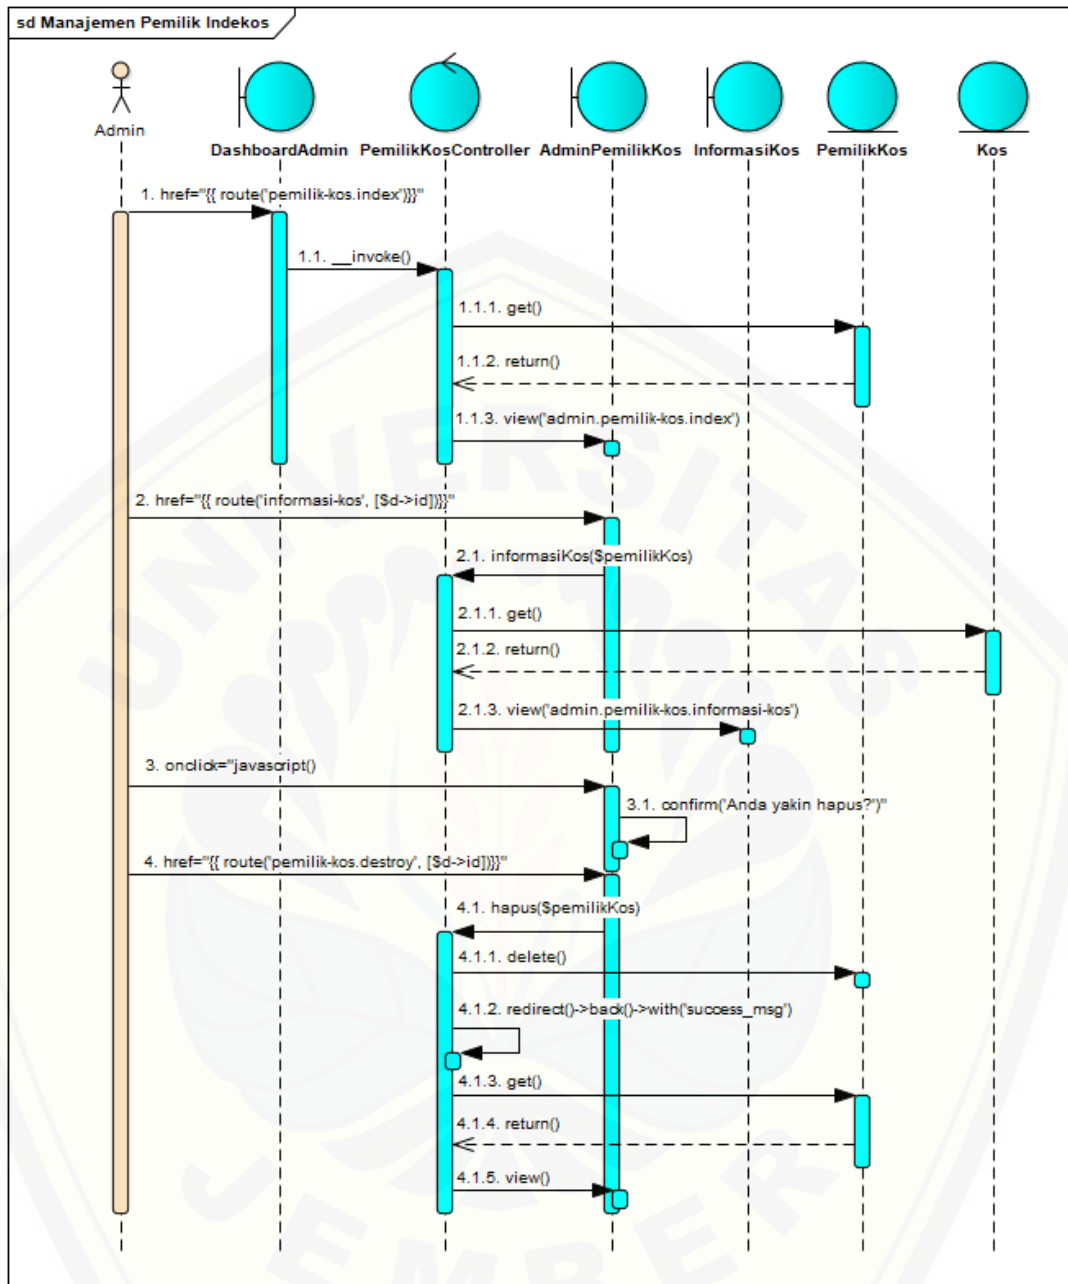 sd Manajemen Pemilik Indekos
Admin
DashboardAdmin
PemilikKosController
AdminPemilikKos
InformasiKos
PemilikKos
Kos
1. href="{{ route('pemilik-kos.index')}}"
1.1. __invoke()
1.1.1. get()
1.1.2. return()
1.1.3. view('admin.pemilik-kos.index')
2. href="{{ route('informasi-kos', [$d->id])}}"
2.1. informasiKos($pemilikKos)
2.1.1. get()
2.1.2. return()
2.1.3. view('admin.pemilik-kos.informasi-kos')
3. onclick="javascript()
3.1. confirm('Anda yakin hapus?')"
4. href="{{ route('pemilik-kos.destroy', [$d->id])}}"
4.1. hapus($pemilikKos)
4.1.1. delete()
4.1.2. redirect()->back()->with('success_msg')
4.1.3. get()
4.1.4. return()
4.1.5. view()
UNIVERSITAS
JEMBER